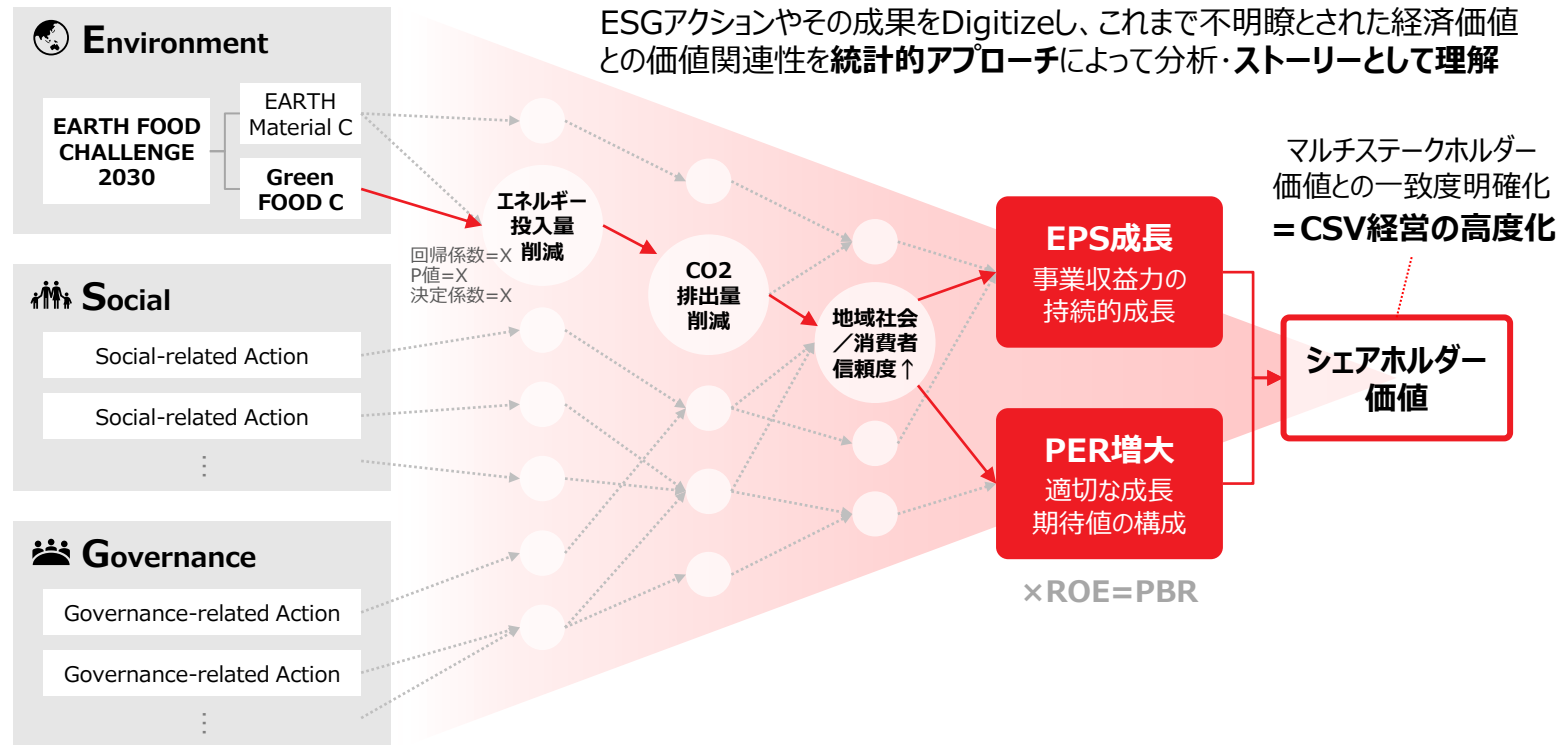 ESGアクションやその成果をDigitizeし、これまで不明瞭とされた経済価値
との価値関連性を統計的アプローチによって分析・ストーリーとして理解
Environment
EARTH FOOD
CHALLENGE
2030
EARTH
Material C
Green
FOOD C
Social
Social-related Action
Social-related Action
⋮
Governance
Governance-related Action
Governance-related Action
⋮
回帰係数=X
P値=X
決定係数=X
エネルギー
投入量
削減
CO2
排出量
削減
地域社会
／消費者
信頼度↑
EPS成長
事業収益力の
持続的成長
PER増大
適切な成長
期待値の構成
×ROE=PBR
マルチステークホルダー
価値との一致度明確化
=CSV経営の高度化
シェアホルダー
価値